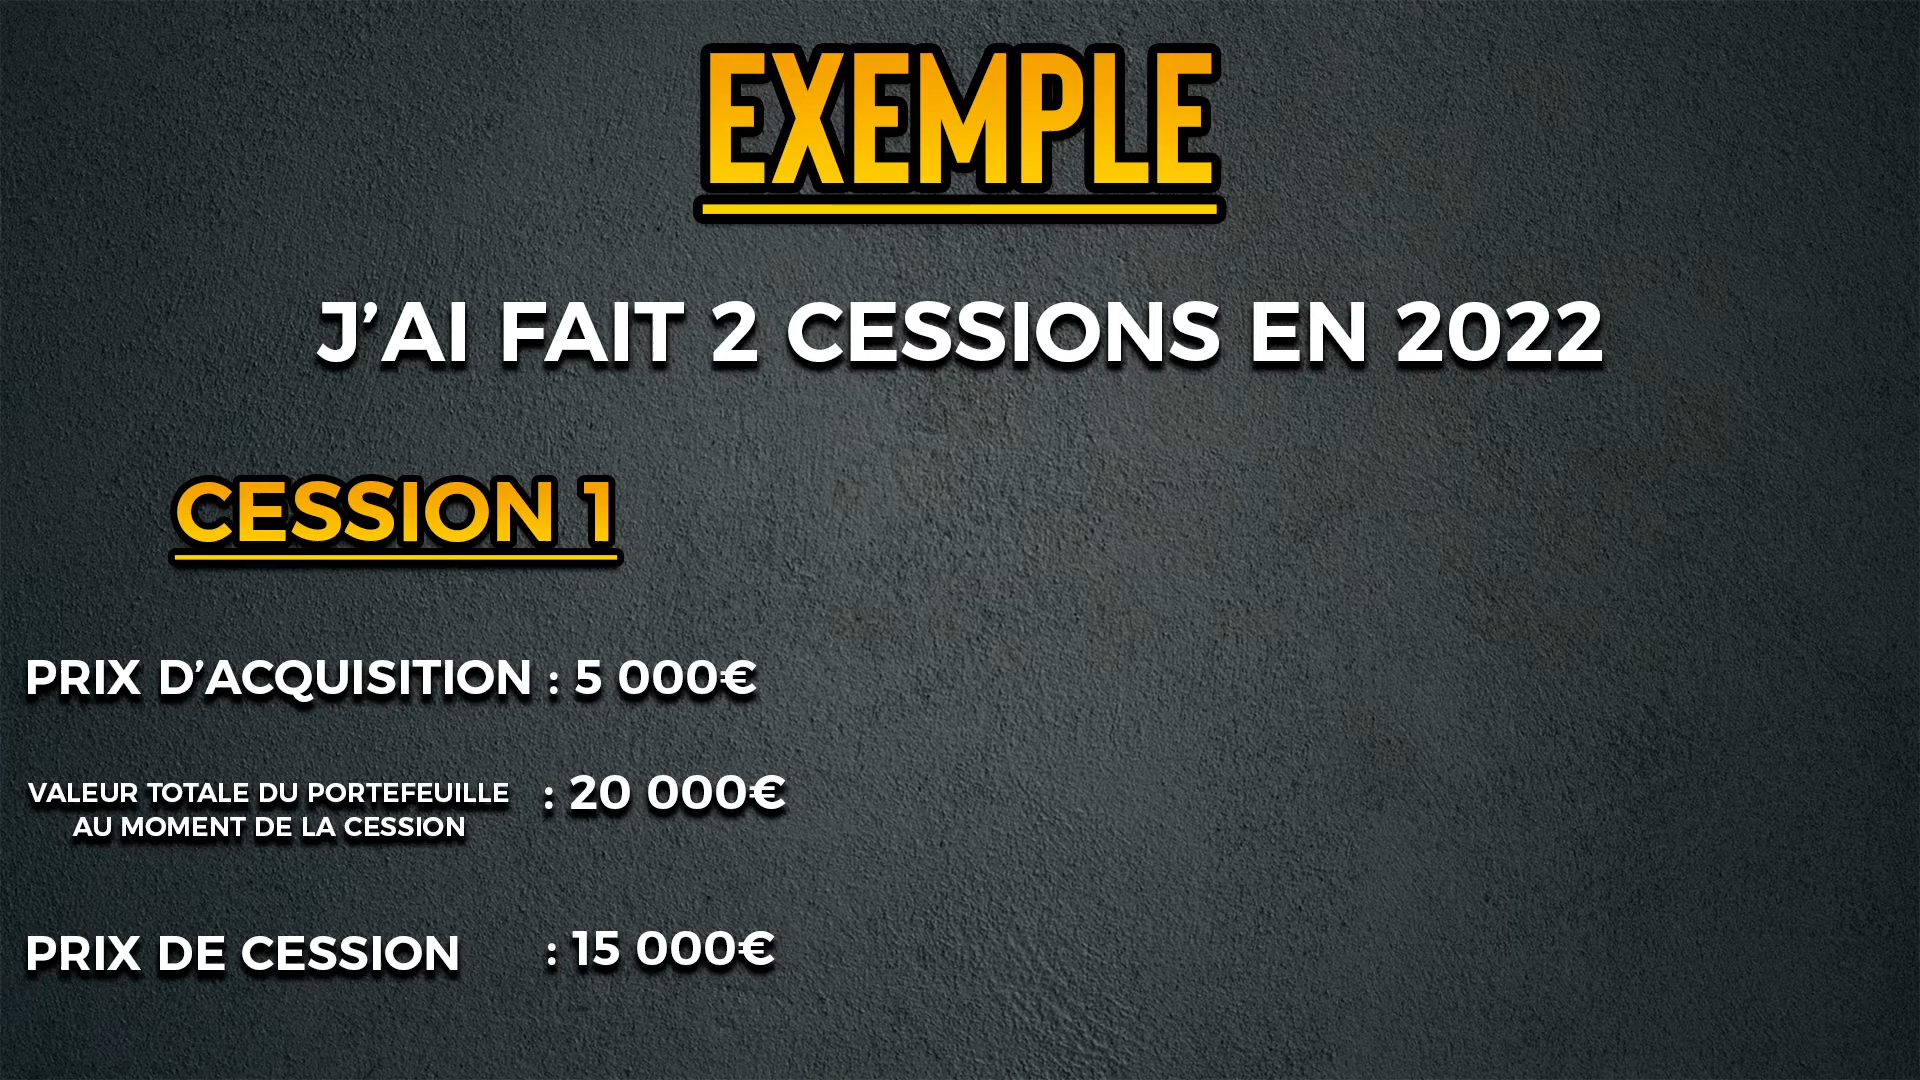 EXEMPLE
J’AI FAIT 2 CESSIONS EN 2022
CESSION 1
PRIX D’ACQUISITION : 5 000€
VALEUR TOTALE DU PORTEFEUILLE : 20 000€
AU MOMENT DE LA CESSION
PRIX DE CESSION : 15 000€